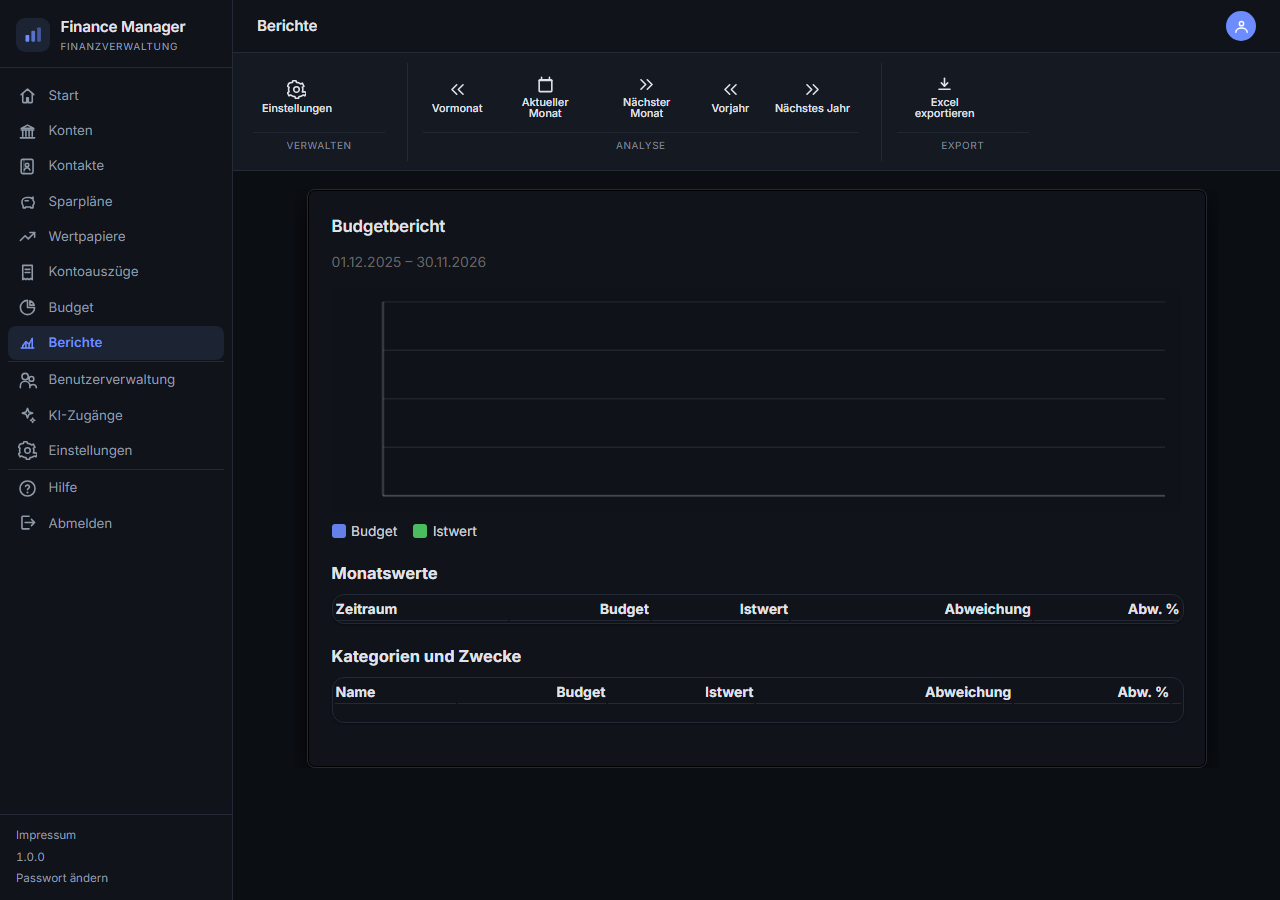 Finance Manager
FINANZVERWALTUNG
Start
Konten
Kontakte
Sparpläne
Wertpapiere
Kontoauszüge
Budget
Berichte
Benutzerverwaltung
KI-Zugänge
Einstellungen
Hilfe
Abmelden
Impressum
1.0.0
Passwort ändern
Berichte
Einstellungen
VERWALTEN
Vormonat
Aktueller
Monat
Nächster
Monat
Vorjahr
Nächstes Jahr
ANALYSE
Excel
exportieren
EXPORT
Budgetbericht
01.12.2025 – 30.11.2026
Budget Istwert
Monatswerte
Zeitraum Budget Istwert Abweichung Abw. %
Kategorien und Zwecke
Name Budget Istwert Abweichung Abw. %